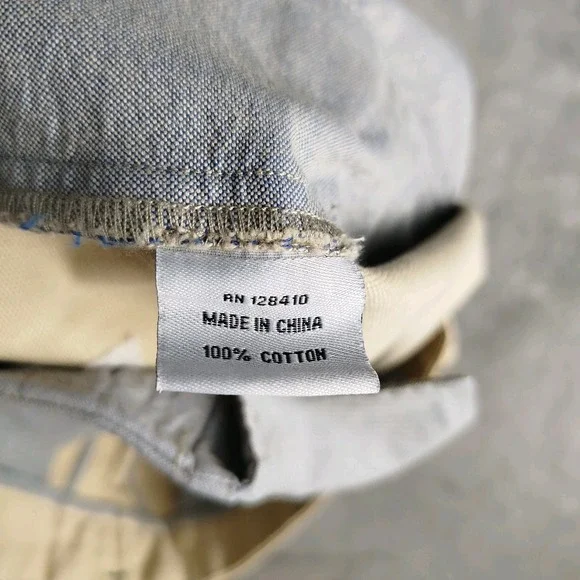 RN 128410
MADE IN CHINA
100% COTTON